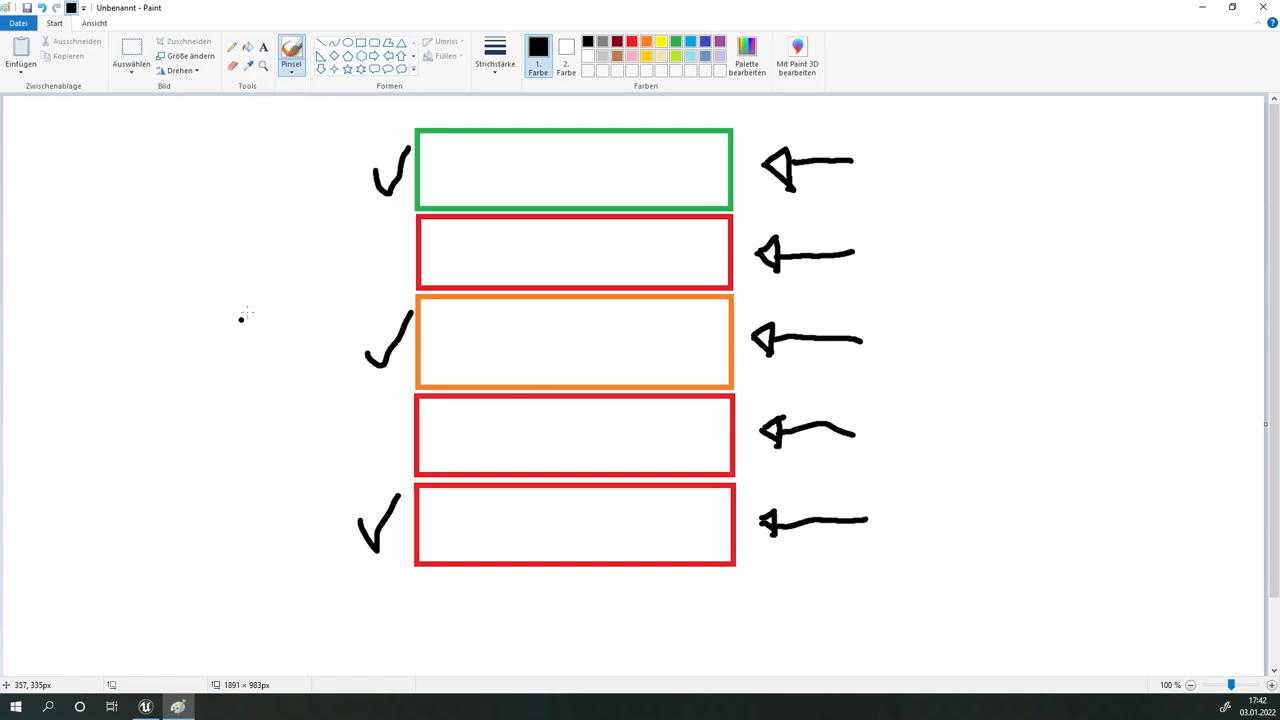 Unbenannt - Paint
Datei Start Ansicht
Einfügen
Ausschneiden
Kopieren
Zwischenablage
Auswählen
Zuschneiden
Größe ändern
Drehen
Bild
A
Tools
Pinsel
Umriss
Füllen
Formen
Strichstärke
1. Farbe
2. Farbe
Palette bearbeiten
Farben
Mit Paint 3D bearbeiten
357, 335px
1891 × 983px
100 %
17:42
03.01.2022